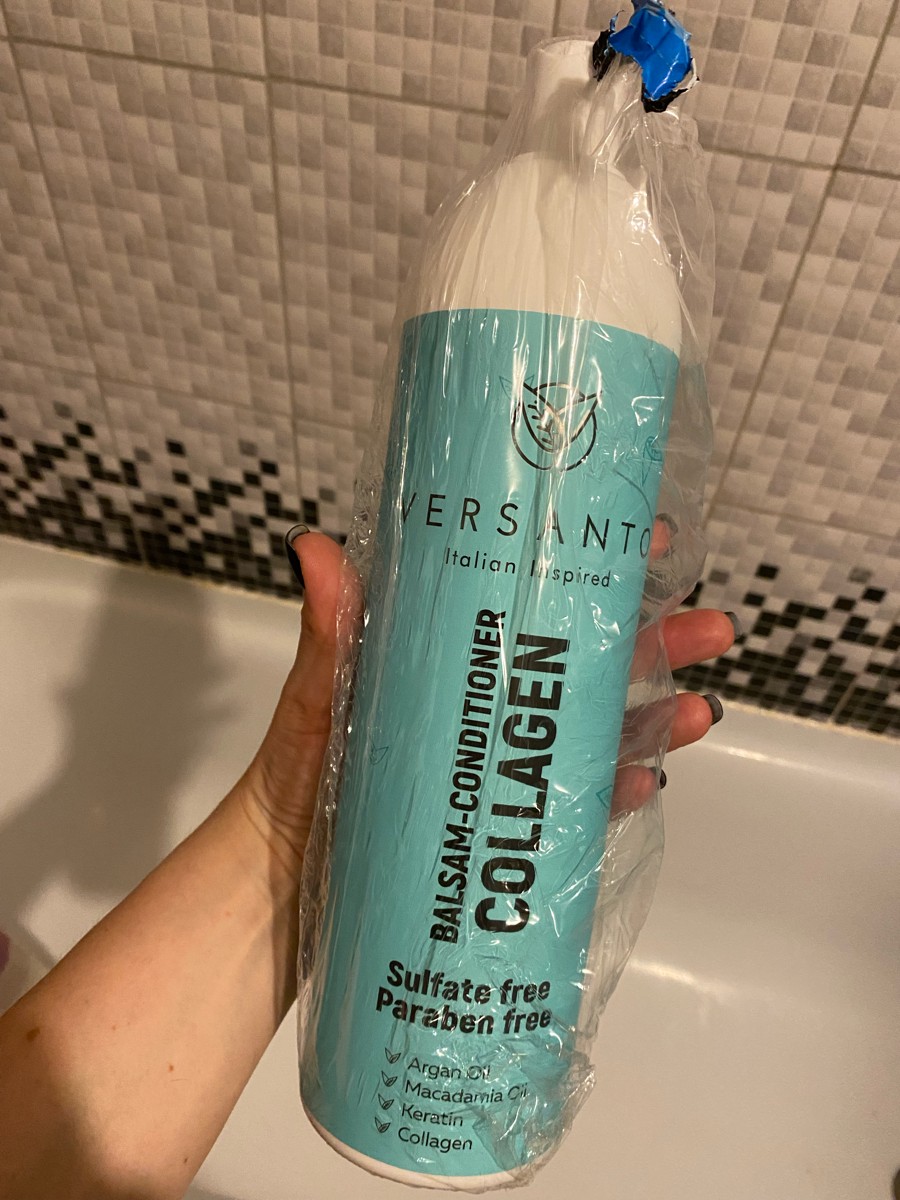 VERSANTO
Italian Inspired
BALSAM-CONDITIONER
COLLAGEN
Sulfate free
Paraben free
Argan Oil
Macadamia Oil
Keratin
Collagen